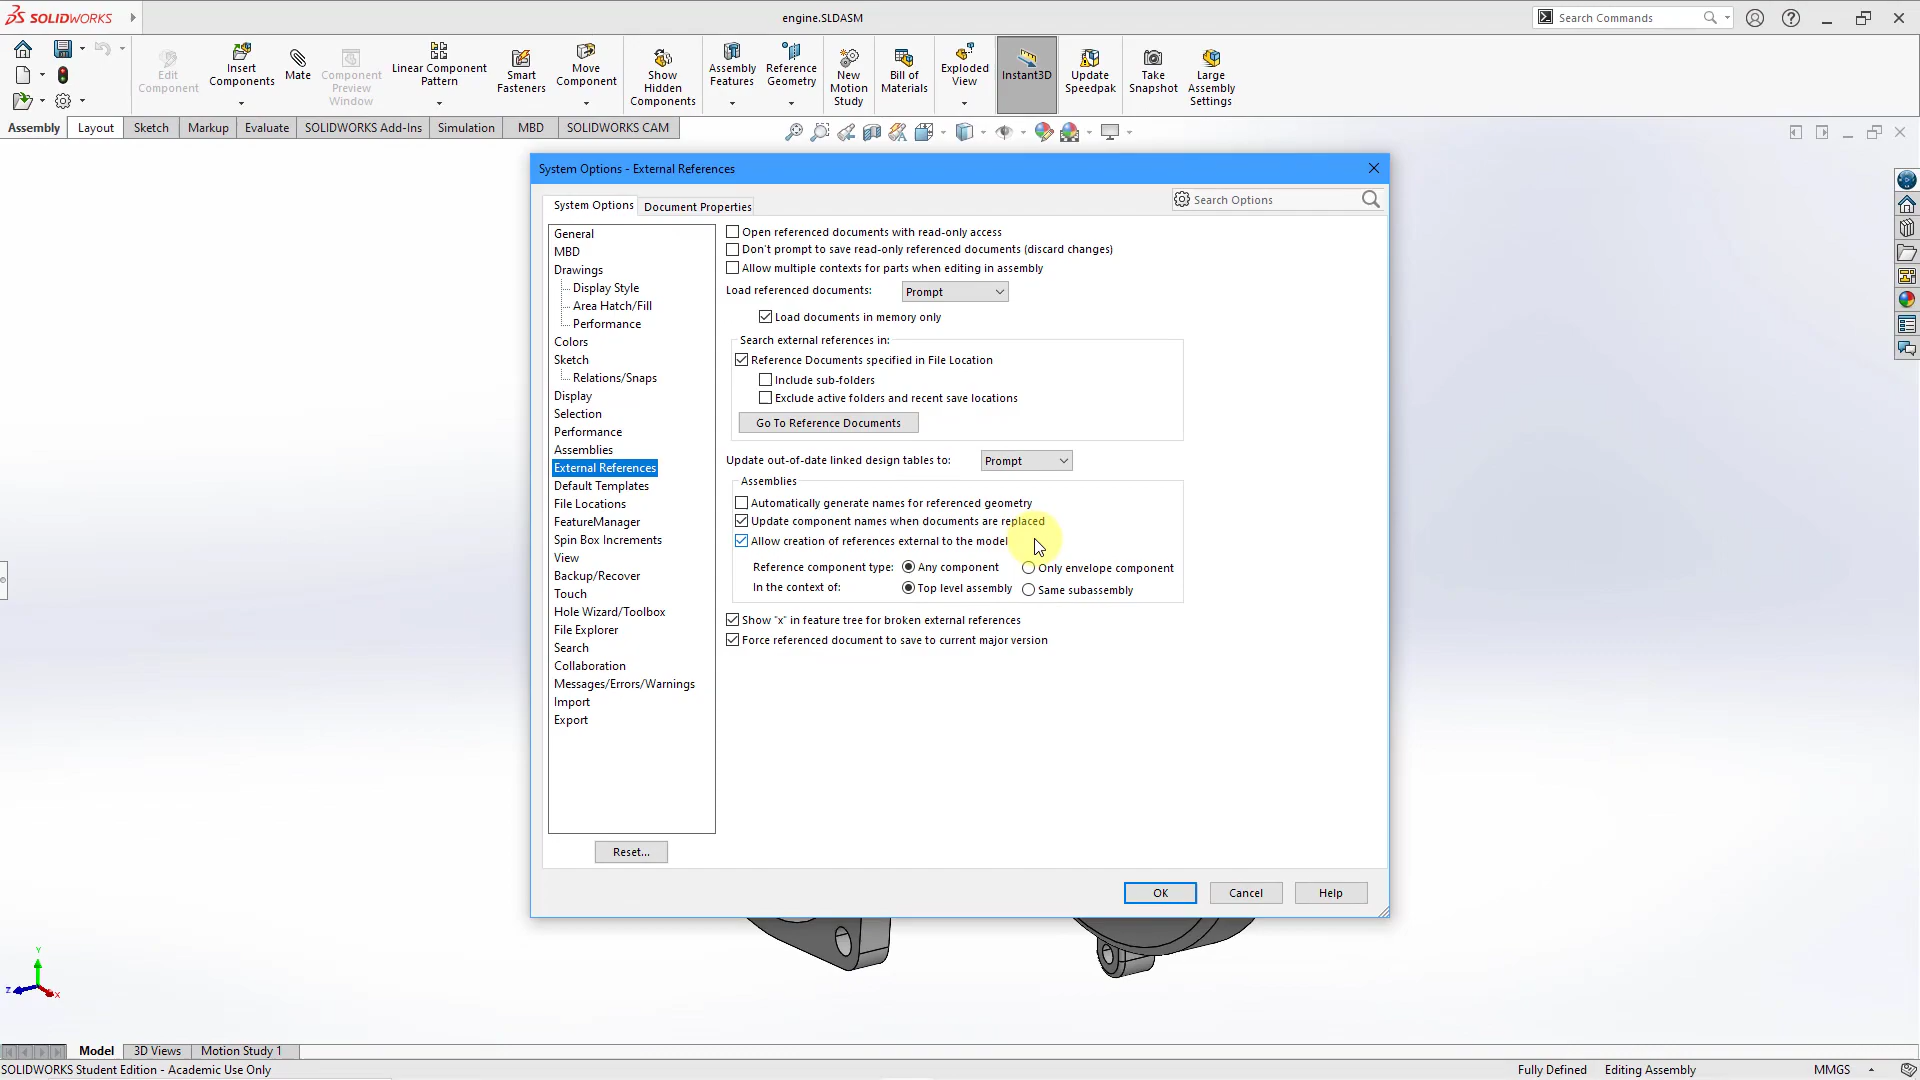 SOLIDWORKS
engine.SLDASM
Search Commands
Edit Component
Insert Components
Mate
Component Preview Window
Linear Component Pattern
Smart Fasteners
Move Component
Show Hidden Components
Assembly Features
Reference Geometry
New Motion Study
Bill of Materials
Exploded View
Instant3D
Update Speedpak
Take Snapshot
Large Assembly Settings
Assembly
Layout
Sketch
Markup
Evaluate
SOLIDWORKS Add-Ins
Simulation
MBD
SOLIDWORKS CAM
System Options - External References
System Options
Document Properties
Search Options
General
MBD
Drawings
Display Style
Area Hatch/Fill
Performance
Colors
Sketch
Relations/Snaps
Display
Selection
Performance
Assemblies
External References
Default Templates
File Locations
FeatureManager
Spin Box Increments
View
Backup/Recover
Touch
Hole Wizard/Toolbox
File Explorer
Search
Collaboration
Messages/Errors/Warnings
Import
Export
Reset...
Open referenced documents with read-only access
Don't prompt to save read-only referenced documents (discard changes)
Allow multiple contexts for parts when editing in assembly
Load referenced documents: Prompt
Load documents in memory only
Search external references in:
Reference Documents specified in File Location
Include sub-folders
Exclude active folders and recent save locations
Go To Reference Documents
Update out-of-date linked design tables to: Prompt
Assemblies
Automatically generate names for referenced geometry
Update component names when documents are replaced
Allow creation of references external to the model
Reference component type: Any component Only envelope component
In the context of: Top level assembly Same subassembly
Show "x" in feature tree for broken external references
Force referenced document to save to current major version
OK
Cancel
Help
Y
Z
X
Model
3D Views
Motion Study 1
SOLIDWORKS Student Edition - Academic Use Only
Fully Defined
Editing Assembly
MMGS